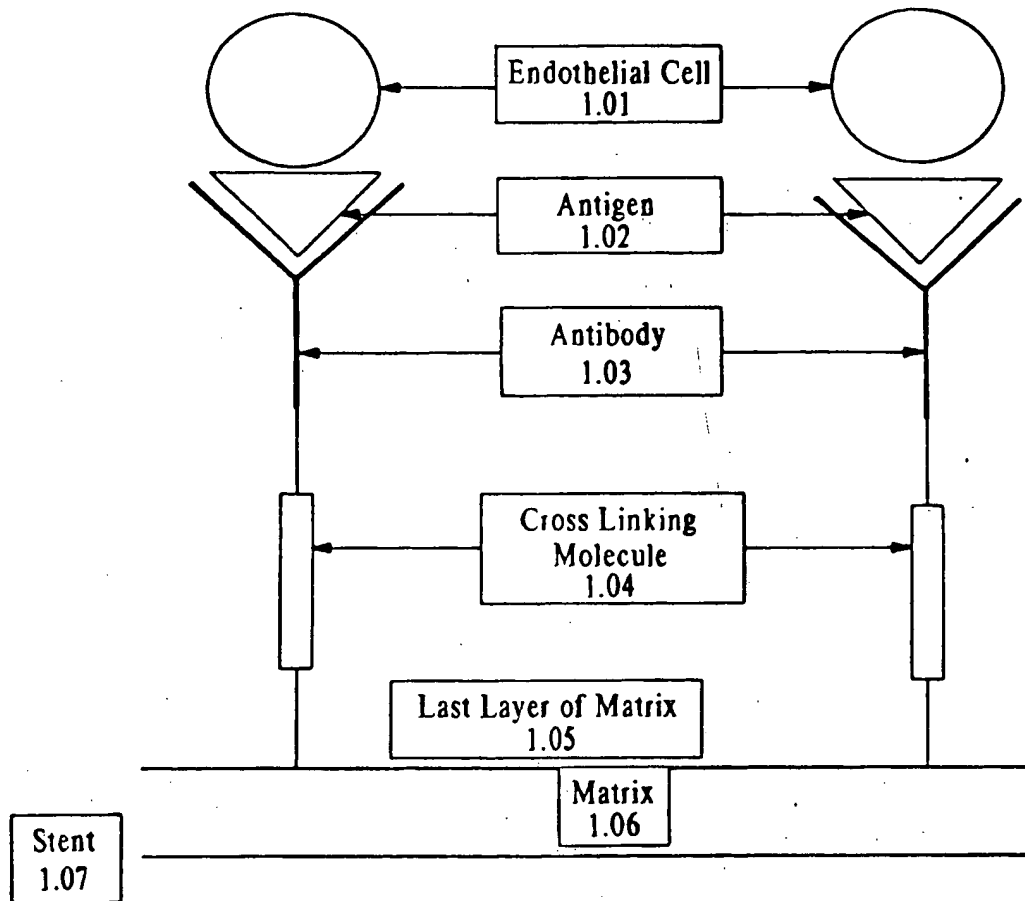 Endothelial Cell
1.01
Antigen
1.02
Antibody
1.03
Cross Linking
Molecule
1.04
Last Layer of Matrix
1.05
Matrix
1.06
Stent
1.07